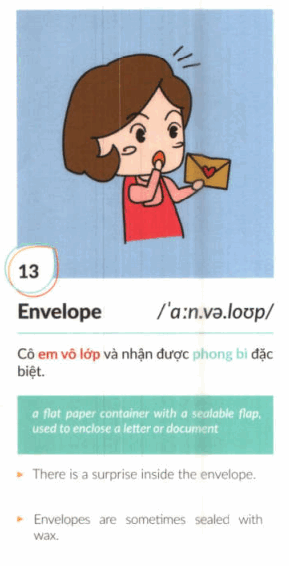 13
Envelope /ˈɑːn.və.loʊp/
Cô em vô lớp và nhận được phong bì đặc
biệt.
a flat paper container with a sealable flap,
used to enclose a letter or document
There is a surprise inside the envelope.
Envelopes are sometimes sealed with
wax.